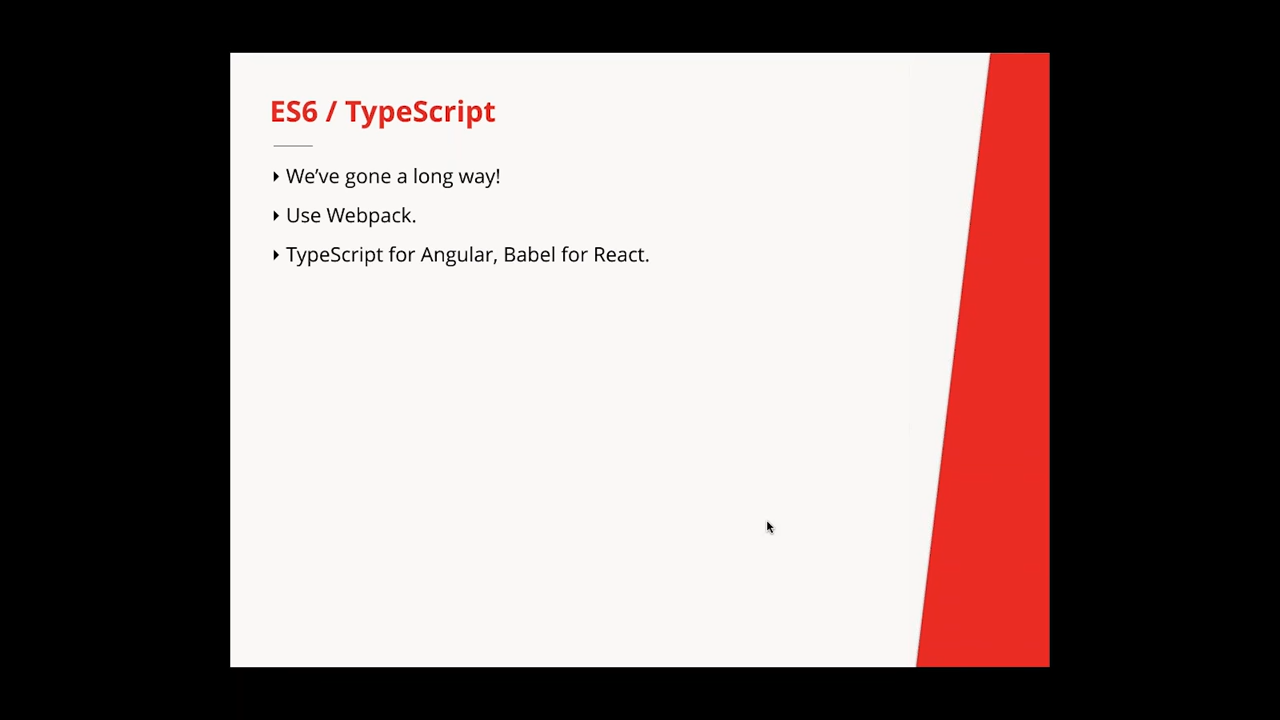 ES6 / TypeScript
We’ve gone a long way!
Use Webpack.
TypeScript for Angular, Babel for React.